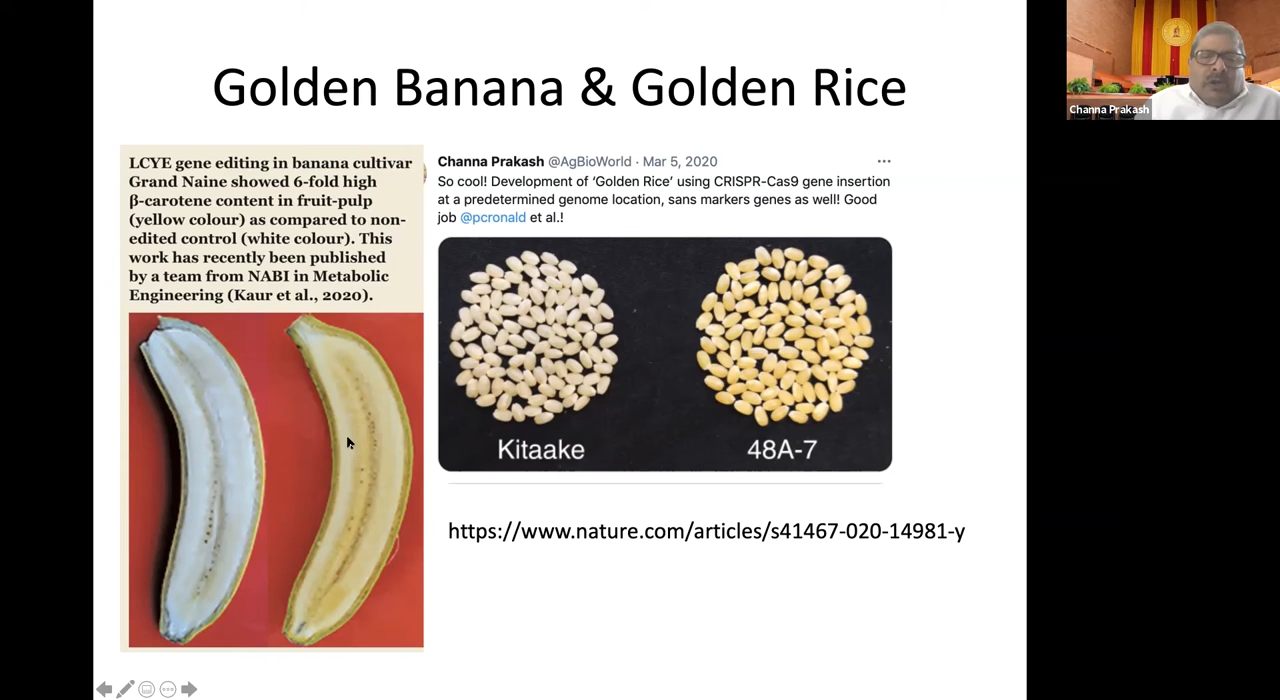 Golden Banana & Golden Rice
LCYE gene editing in banana cultivar
Grand Naine showed 6-fold high
β-carotene content in fruit-pulp
(yellow colour) as compared to non-
edited control (white colour). This
work has recently been published
by a team from NABI in Metabolic
Engineering (Kaur et al., 2020).
Channa Prakash @AgBioWorld · Mar 5, 2020
So cool! Development of ‘Golden Rice’ using CRISPR-Cas9 gene insertion
at a predetermined genome location, sans markers genes as well! Good
job @pcronald et al.!
Kitaake
48A-7
https://www.nature.com/articles/s41467-020-14981-y
Channa Prakash